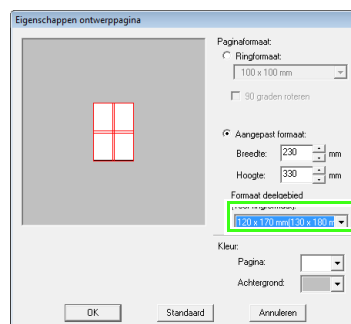 Eigenschappen ontwerppagina
Paginaformaat:
Ringformaat:
100 x 100 mm
90 graden roteren
Aangepast formaat:
Breedte: 230 mm
Hoogte: 330 mm
Formaat deelgebied
120 x 170 mm(130 x 180 m
Kleur:
Pagina:
Achtergrond:
OK Standaard Annuleren